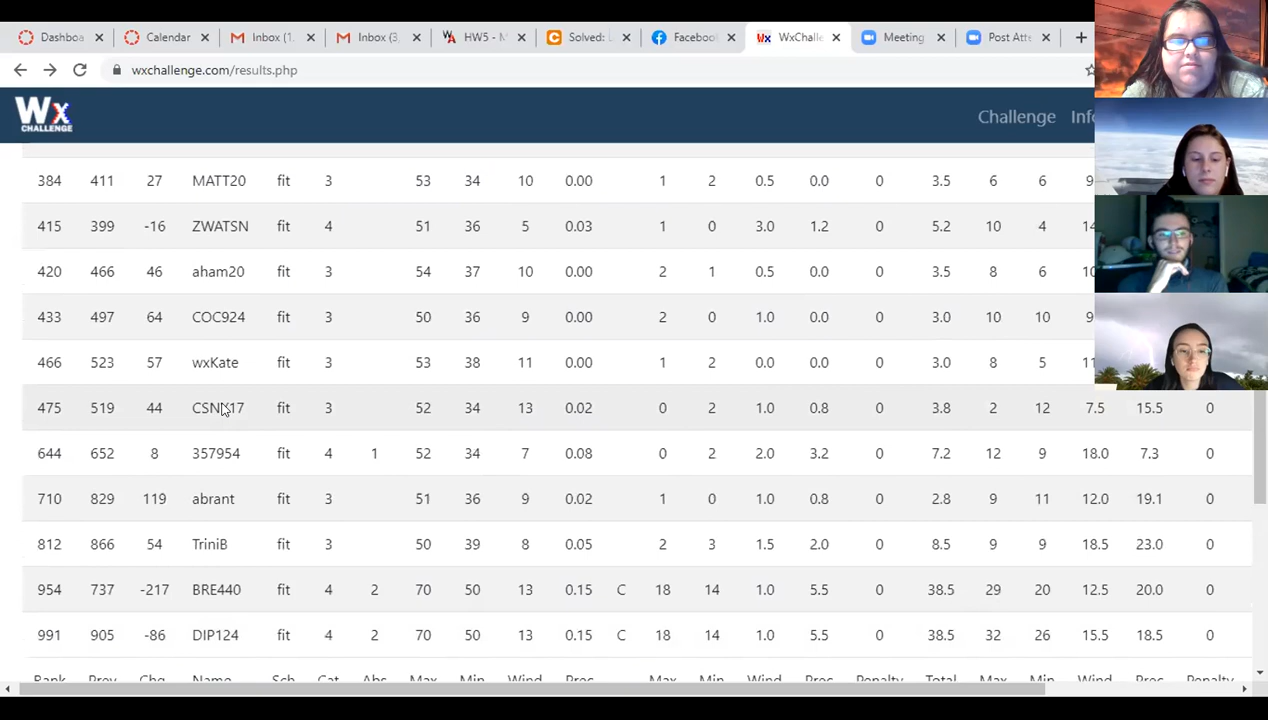 Dashboa Calendar Inbox (1. Inbox (3, HW5 - M Solved: Facebook WxChalle Meeting Post Atte
wxchallenge.com/results.php
Wx CHALLENGE Challenge Info
384 411 27 MATT20 fit 3 53 34 10 0.00 1 2 0.5 0.0 0 3.5 6 6 9
415 399 -16 ZWATSN fit 4 51 36 5 0.03 1 0 3.0 1.2 0 5.2 10 4 14
420 466 46 aham20 fit 3 54 37 10 0.00 2 1 0.5 0.0 0 3.5 8 6 10
433 497 64 COC924 fit 3 50 36 9 0.00 2 0 1.0 0.0 0 3.0 10 10 9
466 523 57 wxKate fit 3 53 38 11 0.00 1 2 0.0 0.0 0 3.0 8 5 11
475 519 44 fit 3 52 34 13 0.02 0 2 1.0 0.8 0 3.8 2 12 7.5 15.5 0
644 652 8 357954 fit 4 1 52 34 7 0.08 0 2 2.0 3.2 0 7.2 12 9 18.0 7.3 0
710 829 119 abrant fit 3 51 36 9 0.02 1 0 1.0 0.8 0 2.8 9 11 12.0 19.1 0
812 866 54 TriniB fit 3 50 39 8 0.05 2 3 1.5 2.0 0 8.5 9 9 18.5 23.0 0
954 737 -217 BRE440 fit 4 2 70 50 13 0.15 C 18 14 1.0 5.5 0 38.5 29 20 12.5 20.0 0
991 905 -86 DIP124 fit 4 2 70 50 13 0.15 C 18 14 1.0 5.5 0 38.5 32 26 15.5 18.5 0
Rank Prev Chg Name Sch Cat Abs Max Min Wind Prec Max Min Wind Prec Penalty Total Max Min Wind Prec Penalty